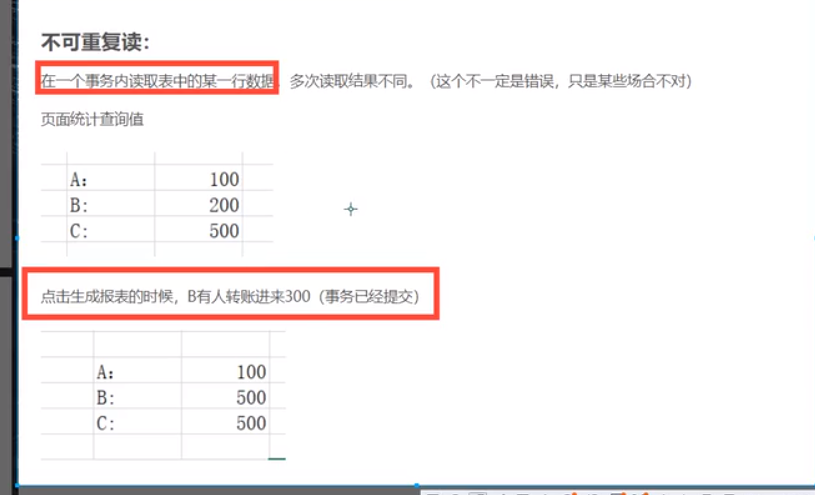 不可重复读：
在一个事务内读取表中的某一行数据，多次读取结果不同。（这个不一定是错误，只是某些场合不对）
页面统计查询值
A： 100
B： 200
C： 500
点击生成报表的时候，B有人转账进来300（事务已经提交）
A： 100
B： 500
C： 500